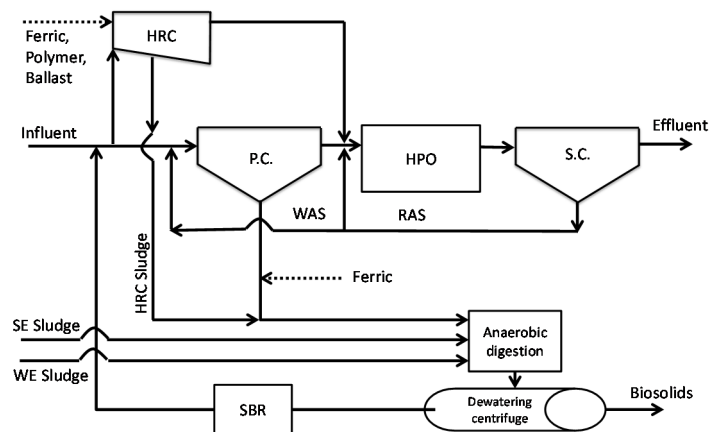 HRC
Ferric,
Polymer,
Ballast
Influent
P.C.
HPO
S.C.
Effluent
WAS
RAS
HRC Sludge
Ferric
SE Sludge
WE Sludge
Anaerobic
digestion
SBR
Dewatering
centrifuge
Biosolids